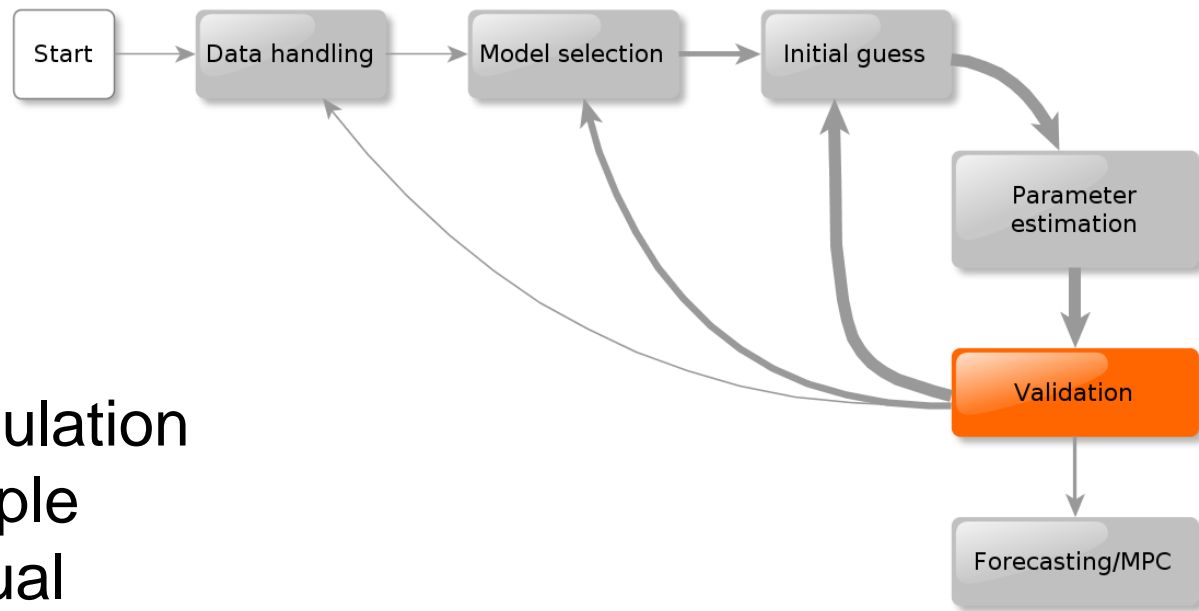 Start
Data handling
Model selection
Initial guess
Parameter
estimation
Validation
Forecasting/MPC